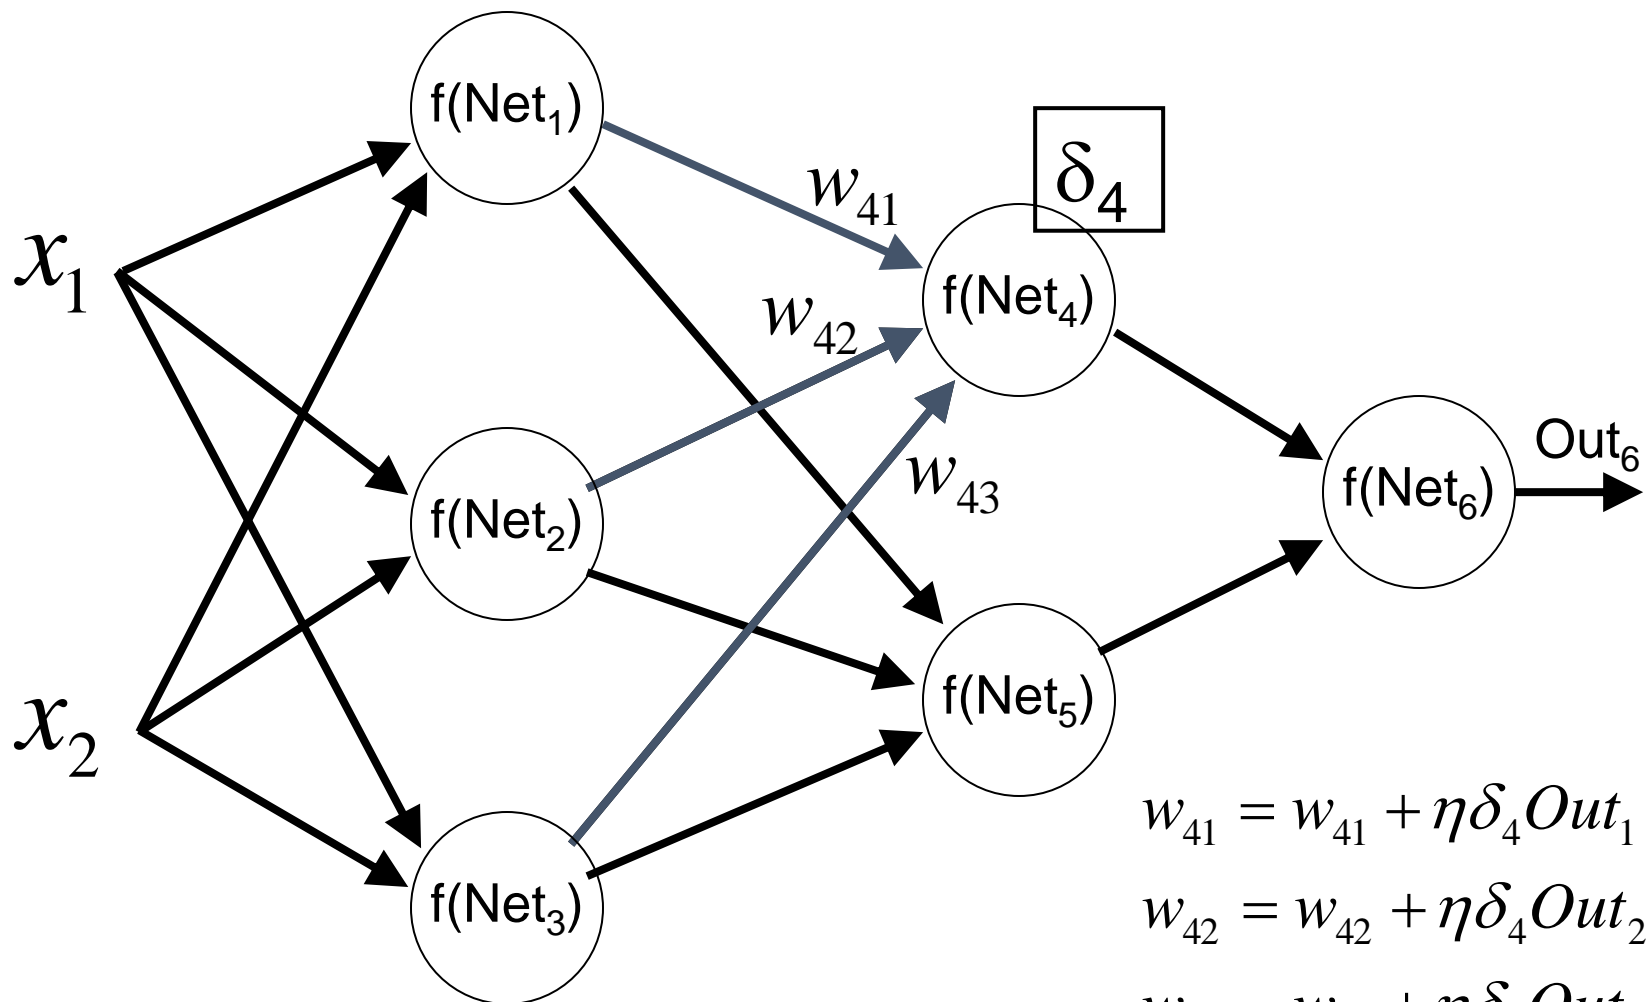 f(Net₁)
δ₄
w₄₁
x₁
f(Net₄)
w₄₂
Out₆
w₄₃
f(Net₆)
f(Net₂)
f(Net₅)
x₂
w₄₁ = w₄₁ + ηδ₄Out₁
f(Net₃)
w₄₂ = w₄₂ + ηδ₄Out₂